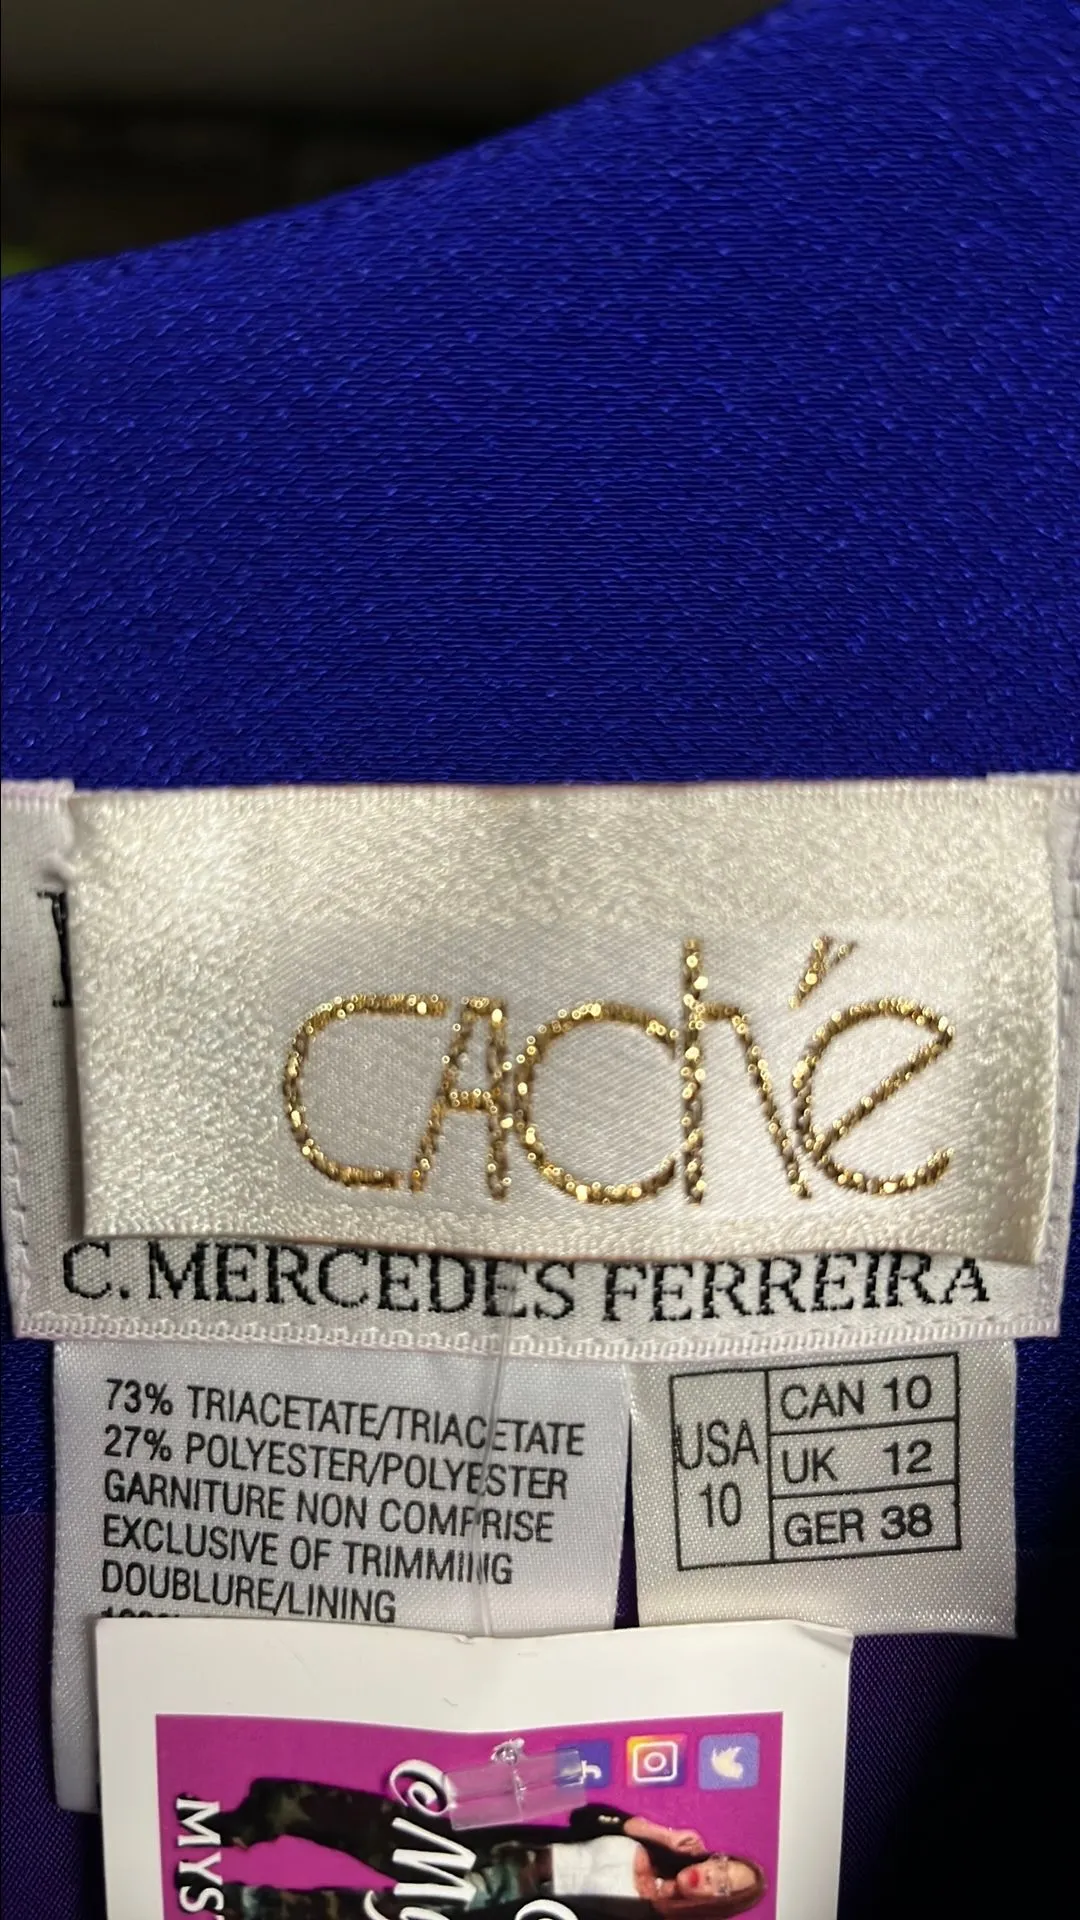 CAché
C. MERCEDES FERREIRA
73% TRIACETATE/TRIACETATE
27% POLYESTER/POLYESTER
GARNITURE NON COMPRISE
EXCLUSIVE OF TRIMMING
DOUBLURE/LINING
USA
10
CAN 10
UK 12
GER 38